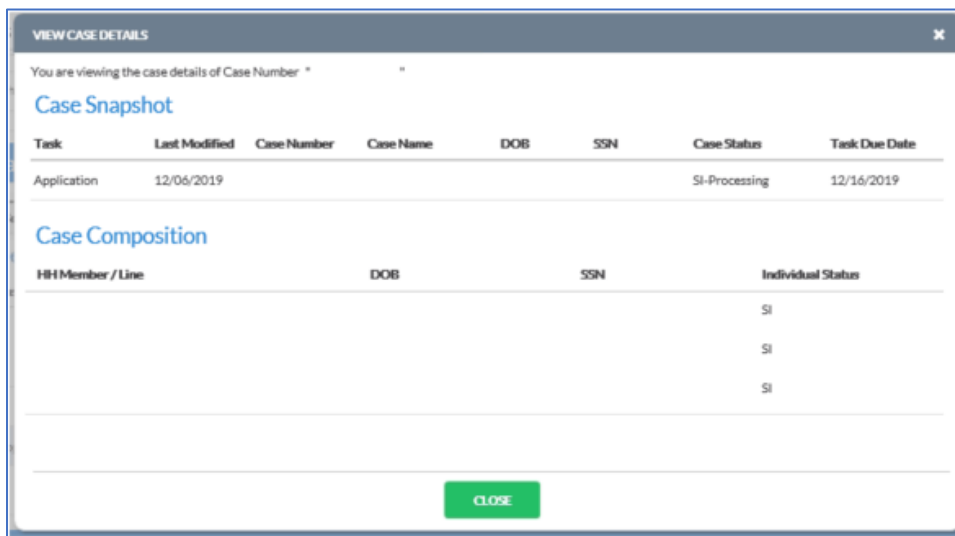 VIEW CASE DETAILS ×
You are viewing the case details of Case Number " "
Case Snapshot
Task Last Modified Case Number Case Name DOB SSN Case Status Task Due Date
Application 12/06/2019 SI-Processing 12/16/2019
Case Composition
HH Member / Line DOB SSN Individual Status
SI
SI
SI
CLOSE